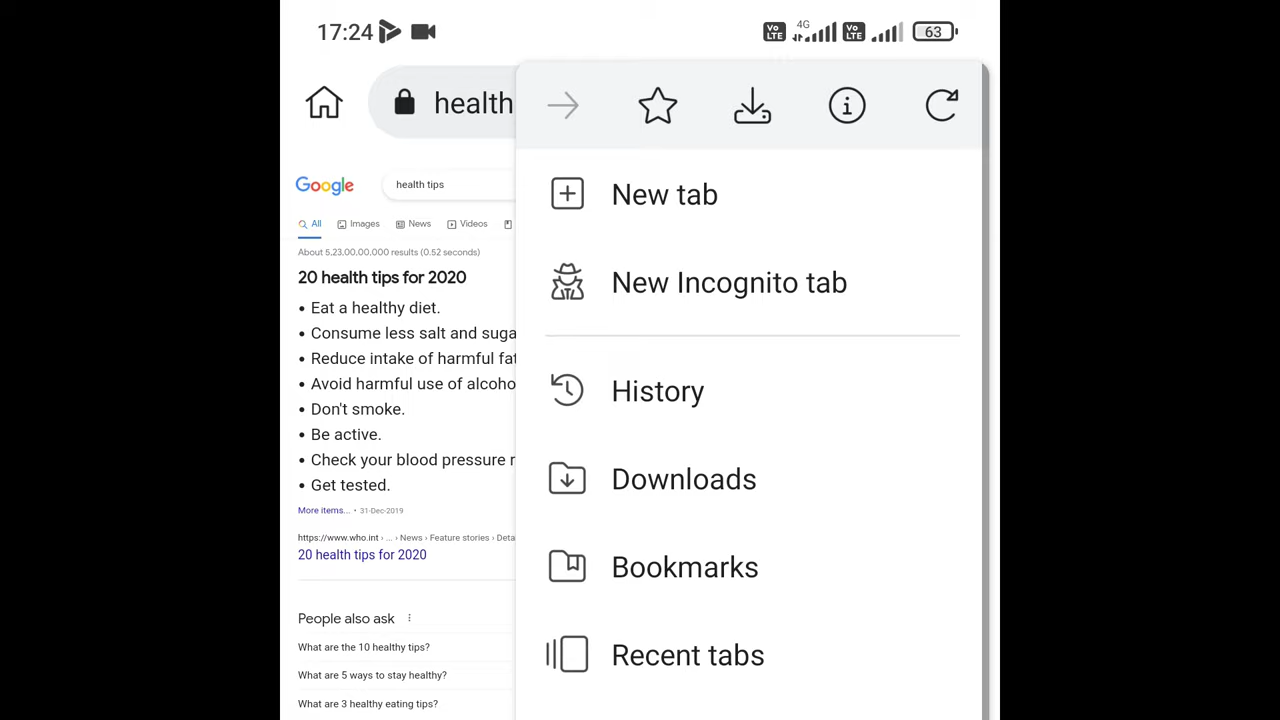 17:24
Vo LTE
4G
Vo LTE
63
health
New tab
New Incognito tab
History
Downloads
Bookmarks
Recent tabs
Google
health tips
All Images News Videos
About 5,23,00,00,000 results (0.52 seconds)
20 health tips for 2020
• Eat a healthy diet.
• Consume less salt and suga
• Reduce intake of harmful fat
• Avoid harmful use of alcoho
• Don't smoke.
• Be active.
• Check your blood pressure r
• Get tested.
More items... • 31-Dec-2019
https://www.who.int › ... › News › Feature stories › Deta
20 health tips for 2020
People also ask
What are the 10 healthy tips?
What are 5 ways to stay healthy?
What are 3 healthy eating tips?